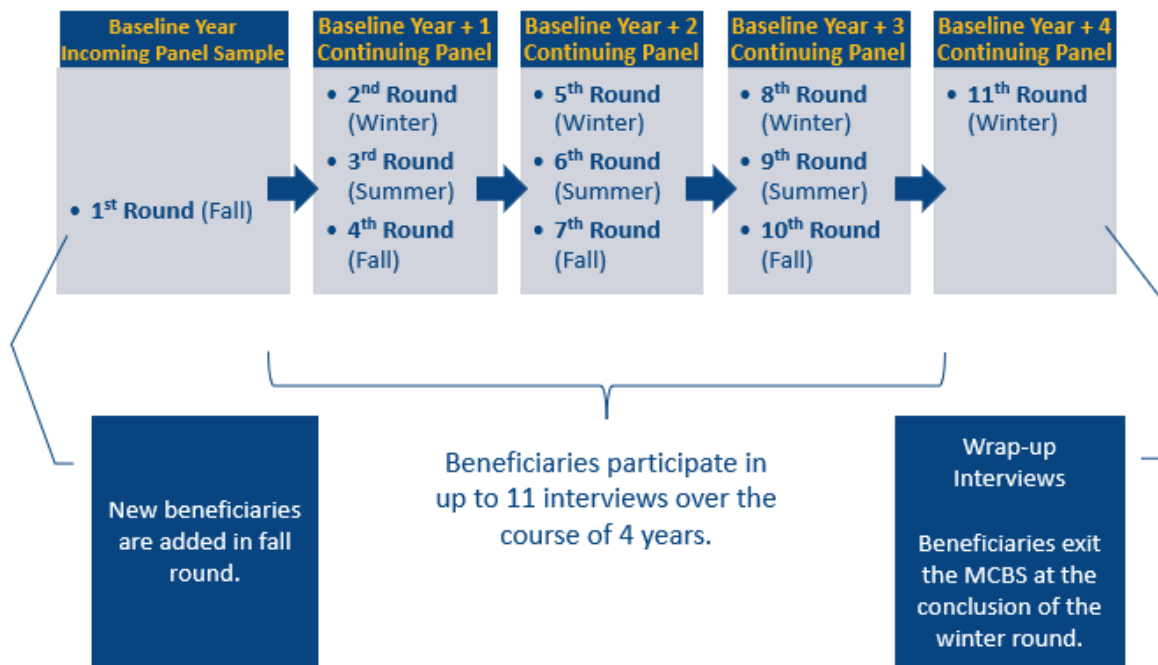 Baseline Year
Incoming Panel Sample
• 1st Round (Fall)
Baseline Year + 1
Continuing Panel
• 2nd Round
(Winter)
• 3rd Round
(Summer)
• 4th Round
(Fall)
Baseline Year + 2
Continuing Panel
• 5th Round
(Winter)
• 6th Round
(Summer)
• 7th Round
(Fall)
Baseline Year + 3
Continuing Panel
• 8th Round
(Winter)
• 9th Round
(Summer)
• 10th Round
(Fall)
Baseline Year + 4
Continuing Panel
• 11th Round
(Winter)
New beneficiaries
are added in fall
round.
Beneficiaries participate in
up to 11 interviews over the
course of 4 years.
Wrap-up
Interviews
Beneficiaries exit
the MCBS at the
conclusion of the
winter round.